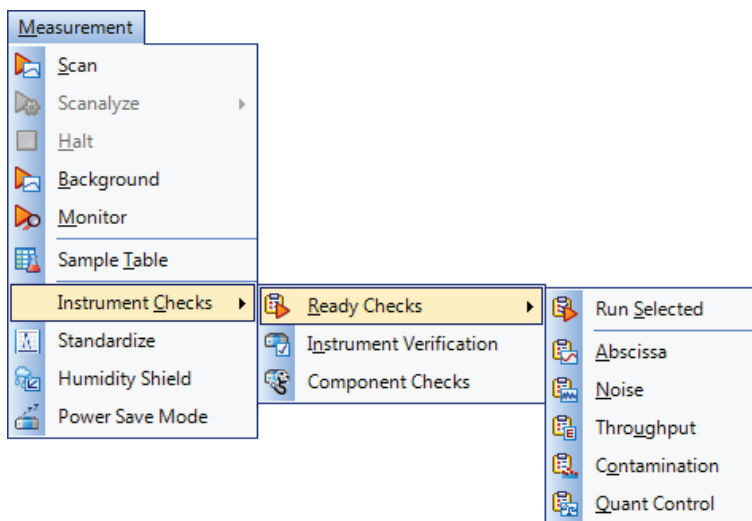 Measurement
Scan
Scanalyze
Halt
Background
Monitor
Sample Table
Instrument Checks
Standardize
Humidity Shield
Power Save Mode
Ready Checks
Instrument Verification
Component Checks
Run Selected
Abscissa
Noise
Throughput
Contamination
Quant Control